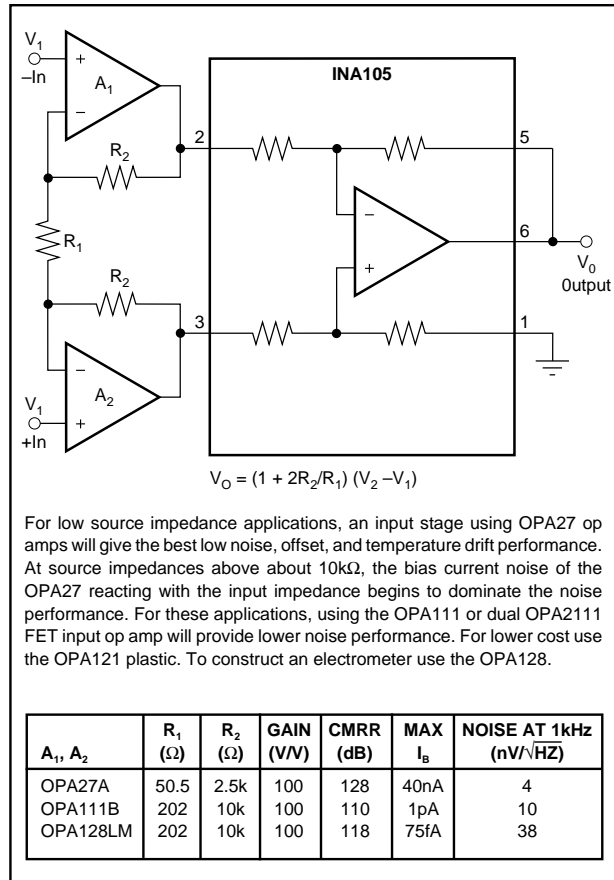 V1
–In
+
A1
–
R2
R1
R2
–
A2
V1
+
+In
INA105
2
5
–
6
+
V0
0utput
3
1
VO = (1 + 2R2/R1) (V2 –V1)
For low source impedance applications, an input stage using OPA27 op
amps will give the best low noise, offset, and temperature drift performance.
At source impedances above about 10kΩ, the bias current noise of the
OPA27 reacting with the input impedance begins to dominate the noise
performance. For these applications, using the OPA111 or dual OPA2111
FET input op amp will provide lower noise performance. For lower cost use
the OPA121 plastic. To construct an electrometer use the OPA128.
A1, A2 R1 (Ω) R2 (Ω) GAIN (V/V) CMRR (dB) MAX IB NOISE AT 1kHz (nV/√HZ)
OPA27A 50.5 2.5k 100 128 40nA 4
OPA111B 202 10k 100 110 1pA 10
OPA128LM 202 10k 100 118 75fA 38